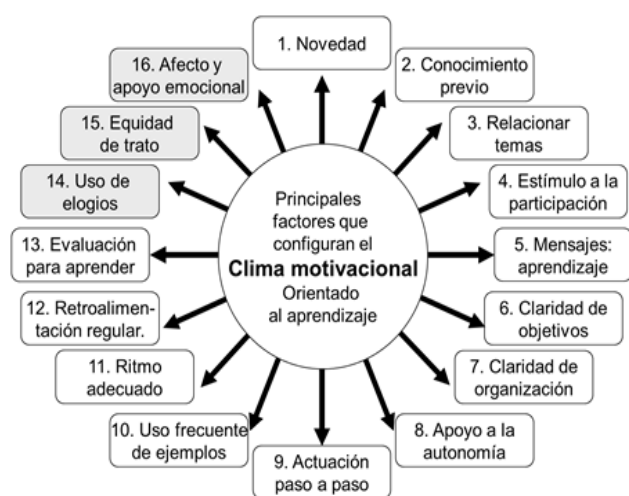 Principales
factores que
configuran el
Clima motivacional
Orientado
al aprendizaje
1. Novedad
2. Conocimiento
previo
3. Relacionar
temas
4. Estímulo a la
participación
5. Mensajes:
aprendizaje
6. Claridad de
objetivos
7. Claridad de
organización
8. Apoyo a la
autonomía
9. Actuación
paso a paso
10. Uso frecuente
de ejemplos
11. Ritmo
adecuado
12. Retroalimen-
tación regular.
13. Evaluación
para aprender
14. Uso de
elogios
15. Equidad
de trato
16. Afecto y
apoyo emocional